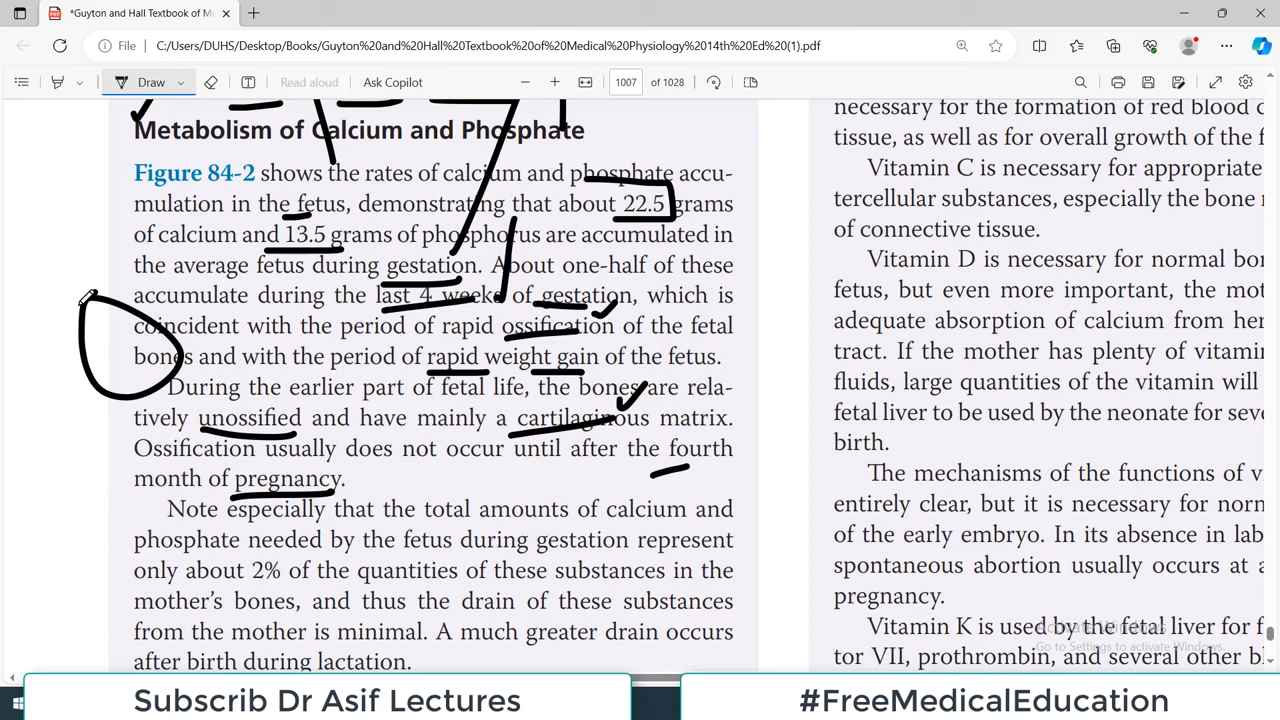 *Guyton and Hall Textbook of Me
File
C:/Users/DUHS/Desktop/Books/Guyton%20and%20Hall%20Textbook%20of%20Medical%20Physiology%2014th%20Ed%20(1).pdf
Draw
Read aloud
Ask Copilot
1007 of 1028
Metabolism of Calcium and Phosphate
Figure 84-2 shows the rates of calcium and phosphate accu-
mulation in the fetus, demonstrating that about 22.5 grams
of calcium and 13.5 grams of phosphorus are accumulated in
the average fetus during gestation. About one-half of these
accumulate during the last 4 weeks of gestation, which is
coincident with the period of rapid ossification of the fetal
bones and with the period of rapid weight gain of the fetus.
During the earlier part of fetal life, the bones are rela-
tively unossified and have mainly a cartilaginous matrix.
Ossification usually does not occur until after the fourth
month of pregnancy.
Note especially that the total amounts of calcium and
phosphate needed by the fetus during gestation represent
only about 2% of the quantities of these substances in the
mother's bones, and thus the drain of these substances
from the mother is minimal. A much greater drain occurs
after birth during lactation.
necessary for the formation of red blood c
tissue, as well as for overall growth of the f
Vitamin C is necessary for appropriate
tercellular substances, especially the bone
of connective tissue.
Vitamin D is necessary for normal bon
fetus, but even more important, the mot
adequate absorption of calcium from her
tract. If the mother has plenty of vitamin
fluids, large quantities of the vitamin will
fetal liver to be used by the neonate for seve
birth.
The mechanisms of the functions of v
entirely clear, but it is necessary for norm
of the early embryo. In its absence in lab
spontaneous abortion usually occurs at a
pregnancy.
Vitamin K is used by the fetal liver for f
tor VII, prothrombin, and several other bl
Activate Windows
Go to Settings to activate Windows.
Subscrib Dr Asif Lectures
#FreeMedicalEducation